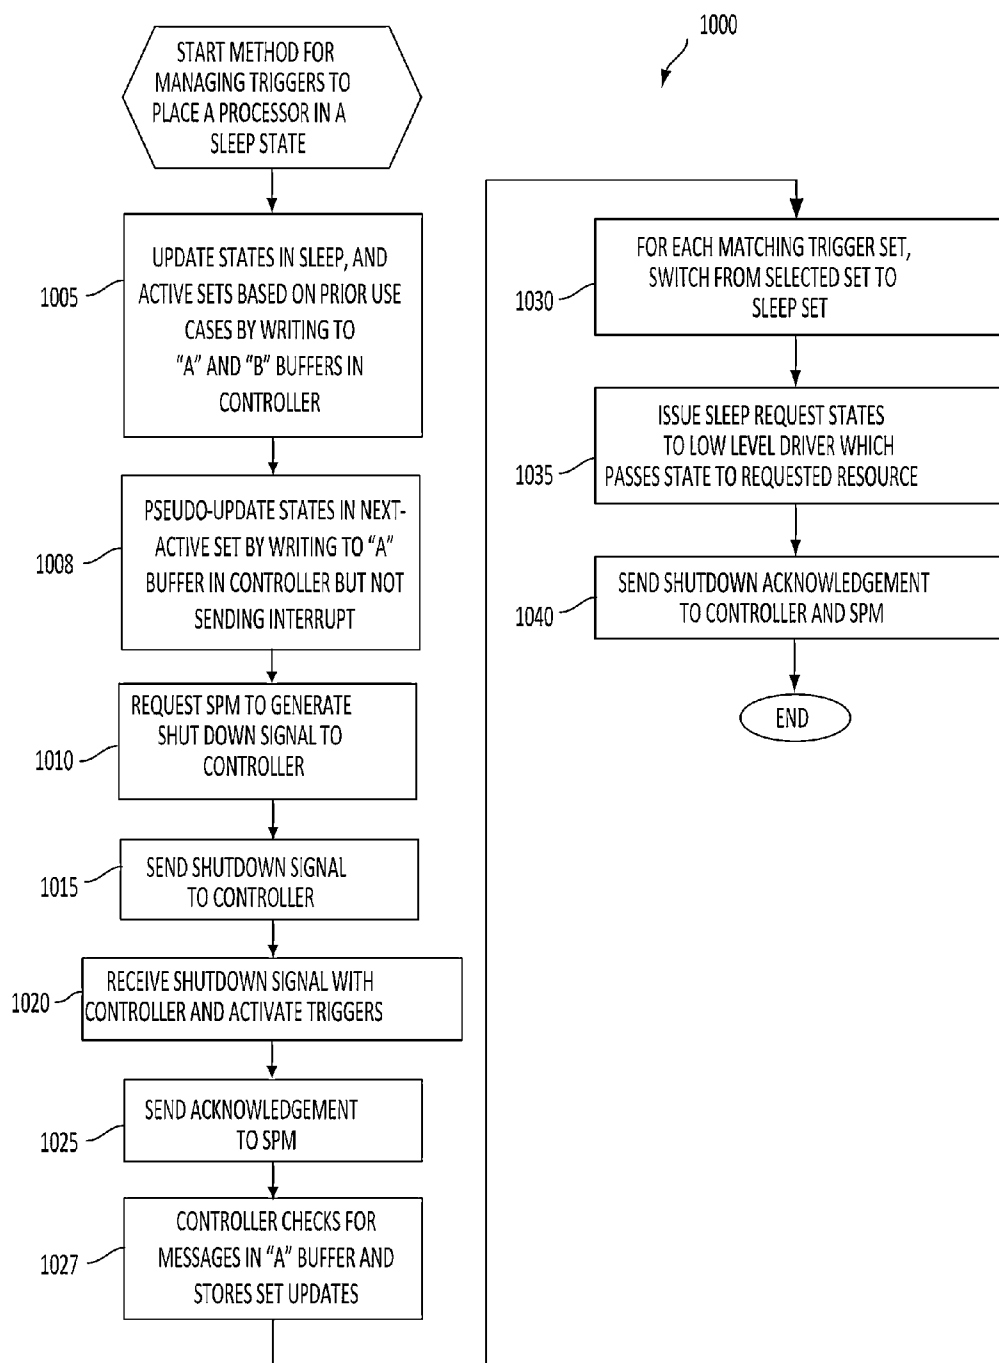 1000
START METHOD FOR
MANAGING TRIGGERS TO
PLACE A PROCESSOR IN A
SLEEP STATE
1005
UPDATE STATES IN SLEEP, AND
ACTIVE SETS BASED ON PRIOR USE
CASES BY WRITING TO
“A” AND “B” BUFFERS IN
CONTROLLER
1008
PSEUDO-UPDATE STATES IN NEXT-
ACTIVE SET BY WRITING TO “A”
BUFFER IN CONTROLLER BUT NOT
SENDING INTERRUPT
1010
REQUEST SPM TO GENERATE
SHUT DOWN SIGNAL TO
CONTROLLER
1015
SEND SHUTDOWN SIGNAL
TO CONTROLLER
1020
RECEIVE SHUTDOWN SIGNAL WITH
CONTROLLER AND ACTIVATE TRIGGERS
1025
SEND ACKNOWLEDGEMENT
TO SPM
1027
CONTROLLER CHECKS FOR
MESSAGES IN “A” BUFFER AND
STORES SET UPDATES
1030
FOR EACH MATCHING TRIGGER SET,
SWITCH FROM SELECTED SET TO
SLEEP SET
1035
ISSUE SLEEP REQUEST STATES
TO LOW LEVEL DRIVER WHICH
PASSES STATE TO REQUESTED RESOURCE
1040
SEND SHUTDOWN ACKNOWLEDGEMENT
TO CONTROLLER AND SPM
END